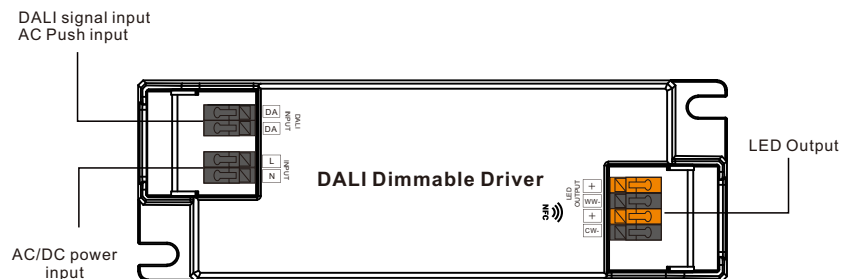 DALI signal input
AC Push input
DA
DA
DALI
INPUT
L
N
INPUT
DALI Dimmable Driver
NFC
LED
OUTPUT
+
WW-
+
CW-
LED Output
AC/DC power
input